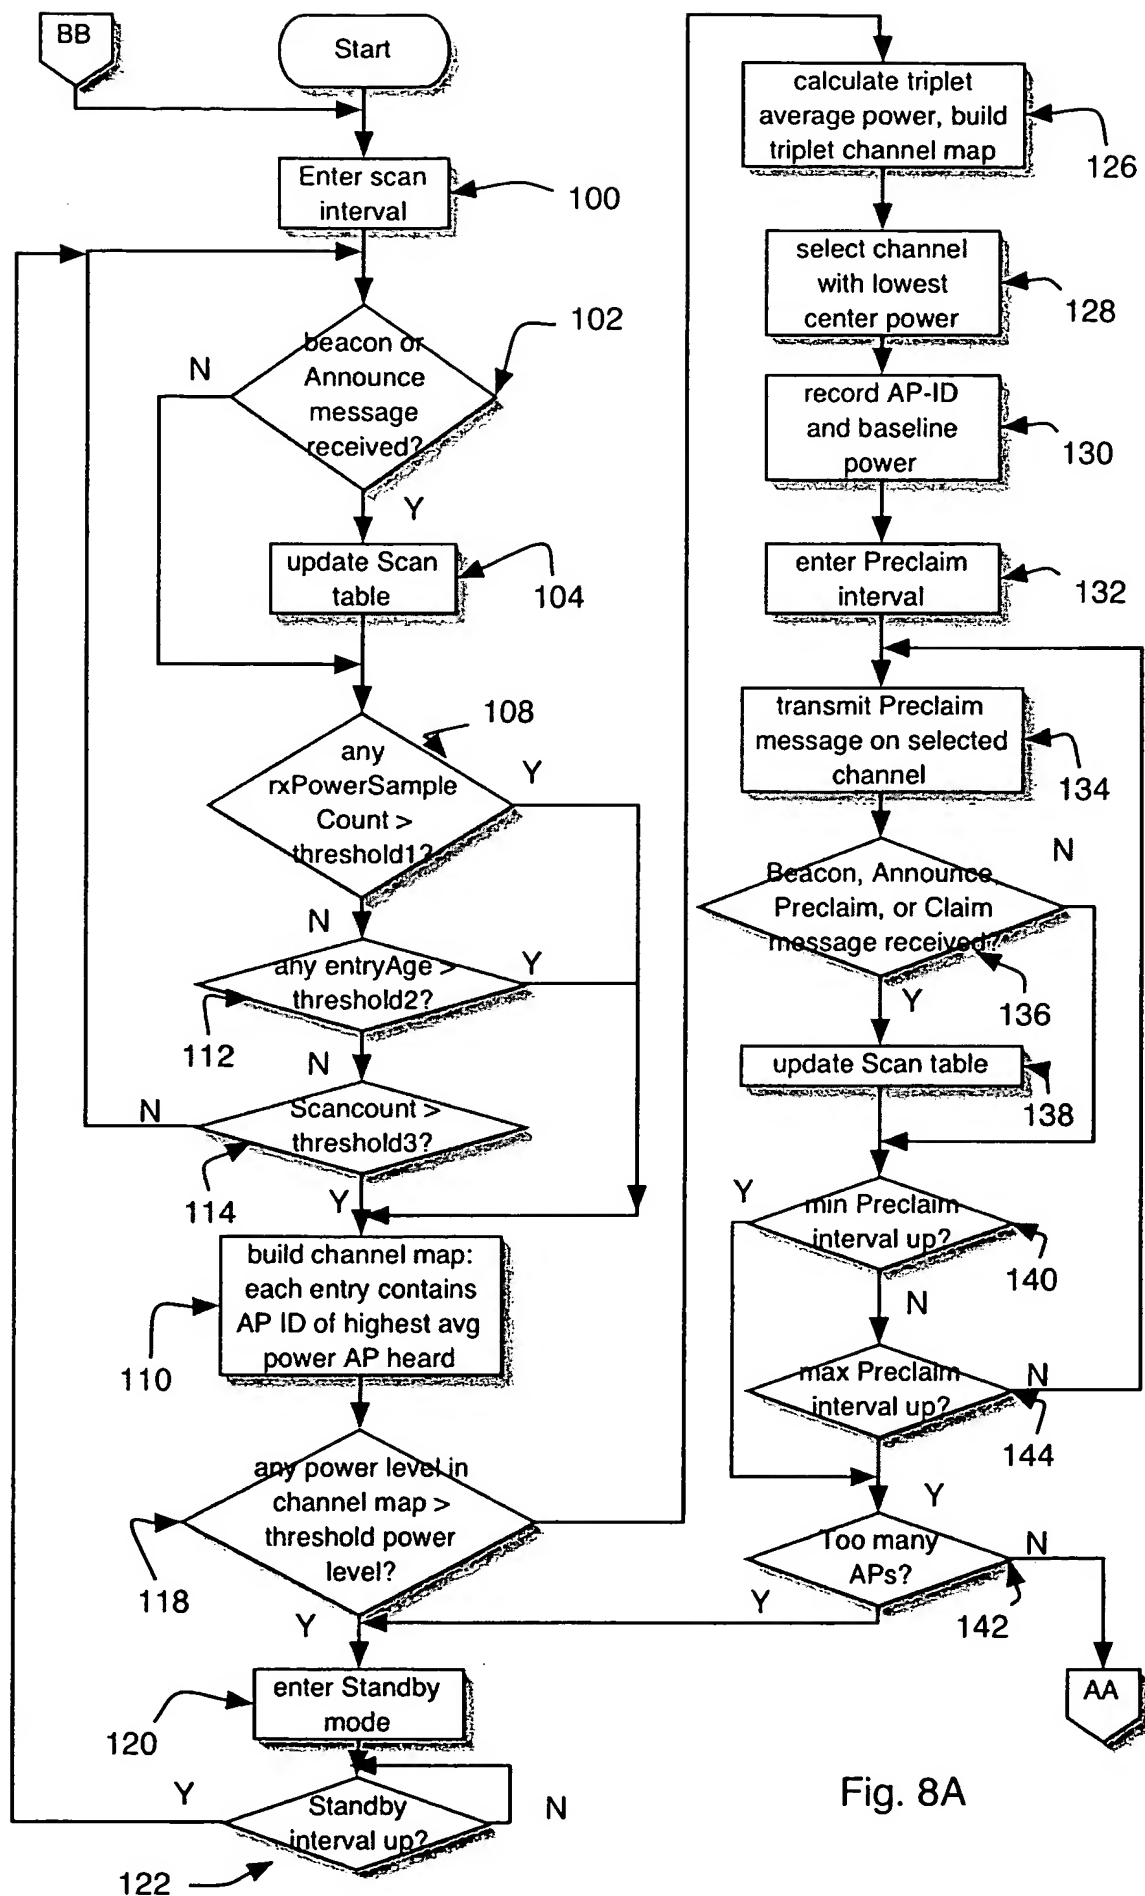 BB
Start
Enter scan
interval
100
beacon or
Announce
message
received?
102
N
Y
update Scan
table
104
any
rxPowerSample
Count >
threshold1?
108
Y
N
any entryAge >
threshold2?
Y
112
N
Scancount >
threshold3?
N
114
Y
build channel map:
each entry contains
AP ID of highest avg
power AP heard
110
any power level in
channel map >
threshold power
level?
118
Y
enter Standby
mode
120
Y
Standby
interval up?
N
122
calculate triplet
average power, build
triplet channel map
126
select channel
with lowest
center power
128
record AP-ID
and baseline
power
130
enter Preclaim
interval
132
transmit Preclaim
message on selected
channel
134
N
Beacon, Announce,
Preclaim, or Claim
message received?
136
Y
update Scan table
138
Y
min Preclaim
interval up?
140
N
max Preclaim
interval up?
N
144
Y
Too many
APs?
N
Y
142
AA
Fig. 8A